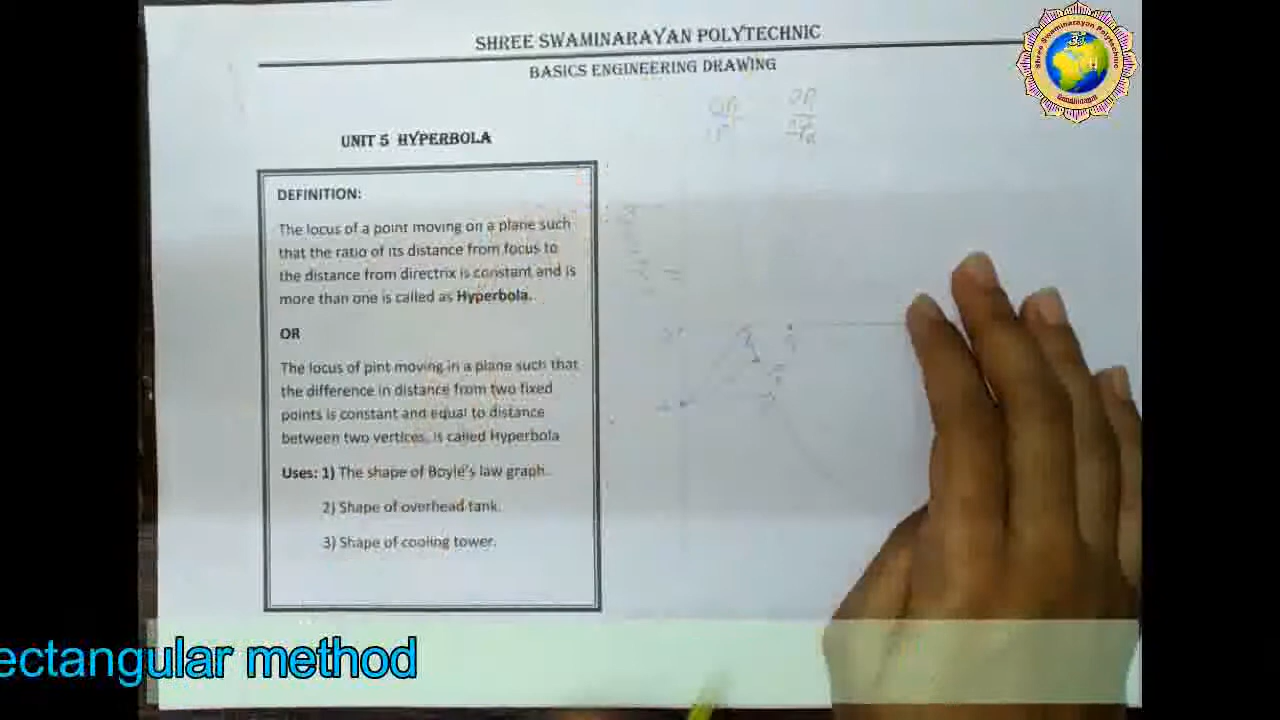 SHREE SWAMINARAYAN POLYTECHNIC
BASICS ENGINEERING DRAWING
UNIT 5 HYPERBOLA
DEFINITION:
The locus of a point moving on a plane such
that the ratio of its distance from focus to
the distance from directrix is constant and is
more than one is called as Hyperbola.
OR
The locus of pint moving in a plane such that
the difference in distance from two fixed
points is constant and equal to distance
between two vertices, is called Hyperbola
Uses: 1) The shape of Boyle's law graph.
2) Shape of overhead tank.
3) Shape of cooling tower.
ectangular method
Shree Swaminarayan Polytechnic
Gandhinagar